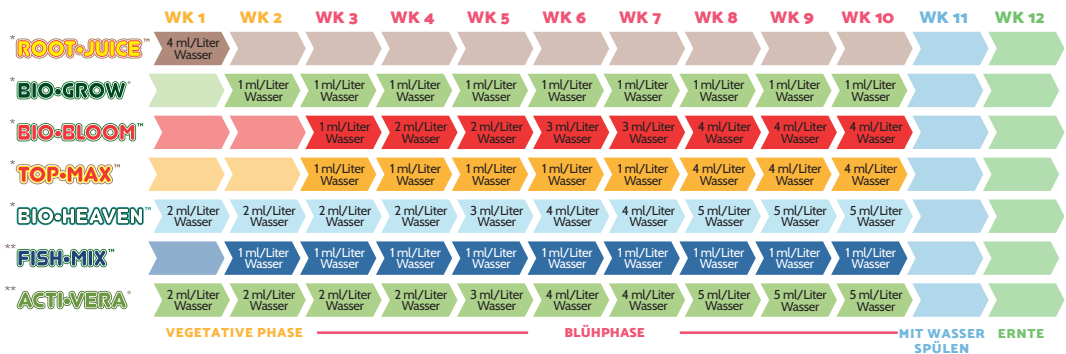 WK 1 WK 2 WK 3 WK 4 WK 5 WK 6 WK 7 WK 8 WK 9 WK 10 WK 11 WK 12
*ROOT•JUICE™ 4 ml/Liter Wasser
*BIO•GROW® 1 ml/Liter Wasser 1 ml/Liter Wasser 1 ml/Liter Wasser 1 ml/Liter Wasser 1 ml/Liter Wasser 1 ml/Liter Wasser 1 ml/Liter Wasser 1 ml/Liter Wasser 1 ml/Liter Wasser
*BIO•BLOOM™ 1 ml/Liter Wasser 2 ml/Liter Wasser 2 ml/Liter Wasser 3 ml/Liter Wasser 3 ml/Liter Wasser 4 ml/Liter Wasser 4 ml/Liter Wasser 4 ml/Liter Wasser
*TOP•MAX™ 1 ml/Liter Wasser 1 ml/Liter Wasser 1 ml/Liter Wasser 1 ml/Liter Wasser 1 ml/Liter Wasser 4 ml/Liter Wasser 4 ml/Liter Wasser 4 ml/Liter Wasser
*BIO•HEAVEN™ 2 ml/Liter Wasser 2 ml/Liter Wasser 2 ml/Liter Wasser 2 ml/Liter Wasser 3 ml/Liter Wasser 4 ml/Liter Wasser 4 ml/Liter Wasser 5 ml/Liter Wasser 5 ml/Liter Wasser 5 ml/Liter Wasser
**FISH•MIX™ 1 ml/Liter Wasser 1 ml/Liter Wasser 1 ml/Liter Wasser 1 ml/Liter Wasser 1 ml/Liter Wasser 1 ml/Liter Wasser 1 ml/Liter Wasser 1 ml/Liter Wasser 1 ml/Liter Wasser
**ACTI•VERA® 2 ml/Liter Wasser 2 ml/Liter Wasser 2 ml/Liter Wasser 2 ml/Liter Wasser 3 ml/Liter Wasser 4 ml/Liter Wasser 4 ml/Liter Wasser 5 ml/Liter Wasser 5 ml/Liter Wasser 5 ml/Liter Wasser
VEGETATIVE PHASE BLÜHPHASE MIT WASSER SPÜLEN ERNTE